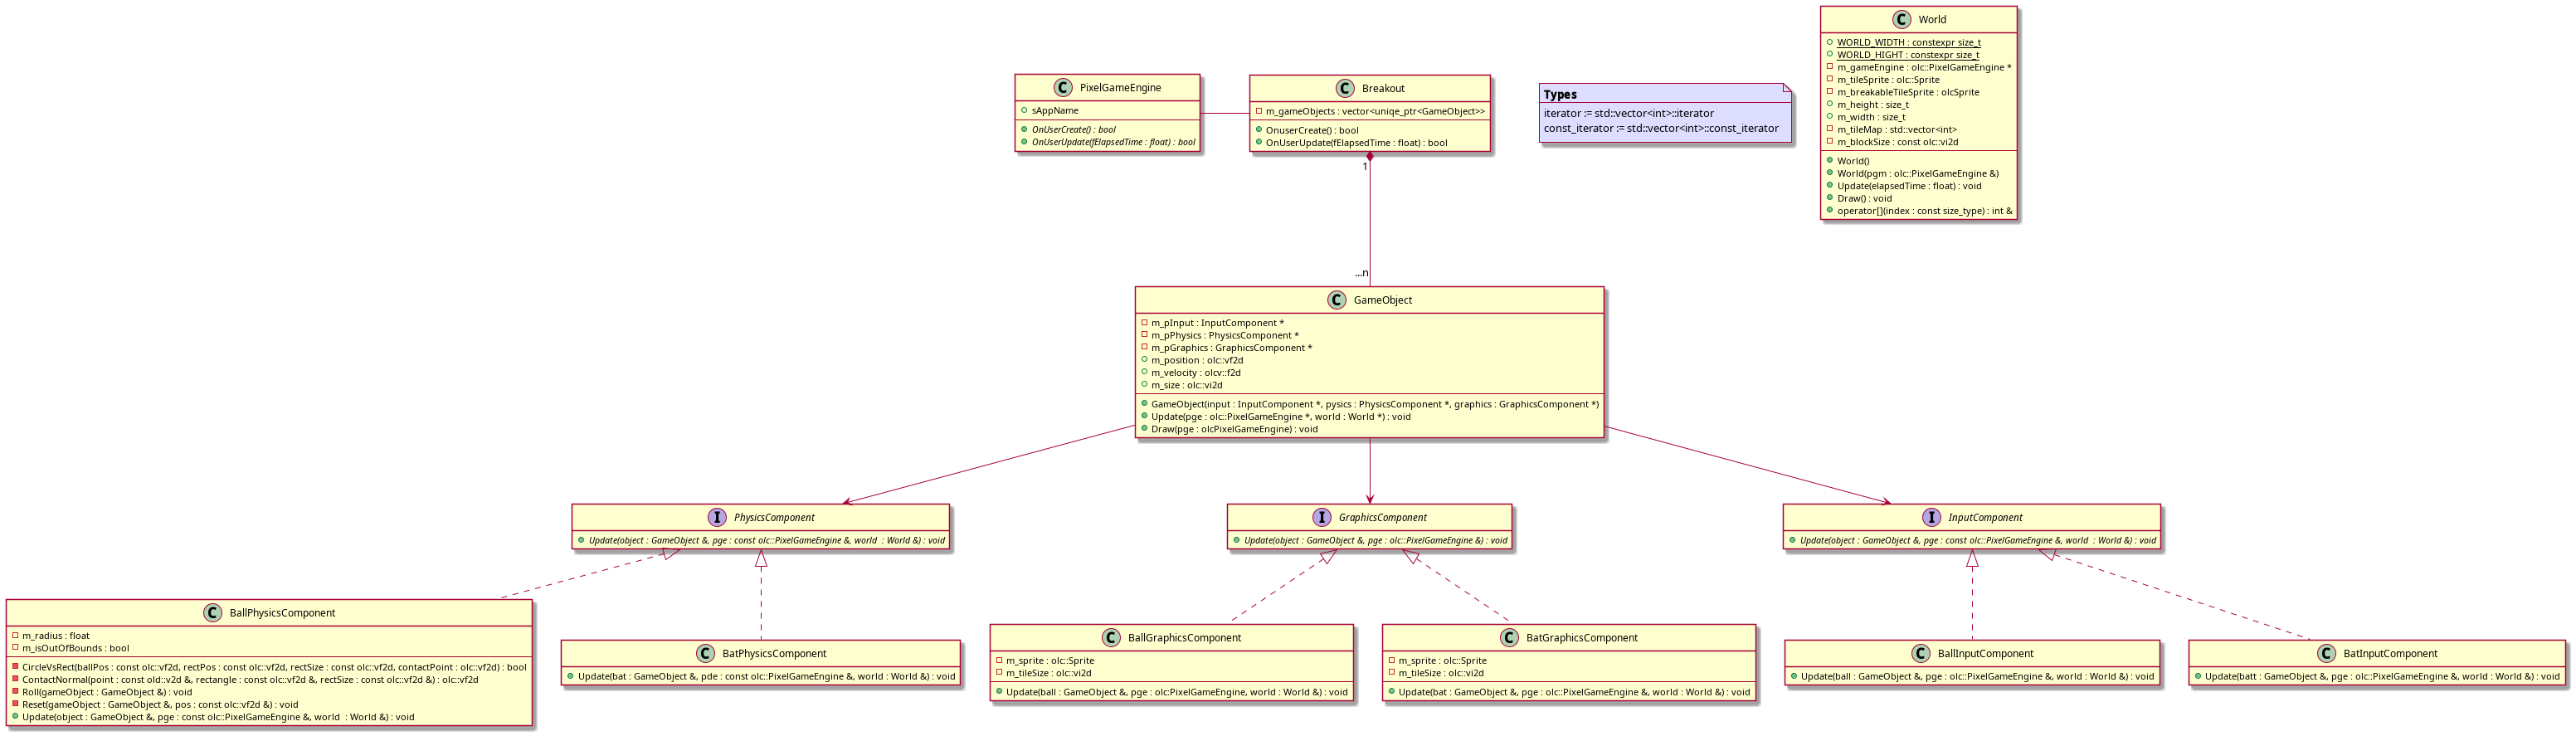 C World
WORLD_WIDTH : constexpr size_t
WORLD_HIGHT : constexpr size_t
m_gameEngine : olc::PixelGameEngine *
m_tileSprite : olc::Sprite
m_breakableTileSprite : olcSprite
m_height : size_t
m_width : size_t
m_tileMap : std::vector<int>
m_blockSize : const olc::vi2d
World()
World(pgm : olc::PixelGameEngine &)
Update(elapsedTime : float) : void
Draw() : void
operator[](index : const size_type) : int &
C PixelGameEngine
sAppName
OnUserCreate() : bool
OnUserUpdate(fElapsedTime : float) : bool
C Breakout
m_gameObjects : vector<uniqe_ptr<GameObject>>
OnuserCreate() : bool
OnUserUpdate(fElapsedTime : float) : bool
Types
iterator := std::vector<int>::iterator
const_iterator := std::vector<int>::const_iterator
1
...n
C GameObject
m_pInput : InputComponent *
m_pPhysics : PhysicsComponent *
m_pGraphics : GraphicsComponent *
m_position : olc::vf2d
m_velocity : olcv::f2d
m_size : olc::vi2d
GameObject(input : InputComponent *, pysics : PhysicsComponent *, graphics : GraphicsComponent *)
Update(pge : olc::PixelGameEngine *, world : World *) : void
Draw(pge : olcPixelGameEngine) : void
I PhysicsComponent
Update(object : GameObject &, pge : const olc::PixelGameEngine &, world  : World &) : void
I GraphicsComponent
Update(object : GameObject &, pge : olc::PixelGameEngine &) : void
I InputComponent
Update(object : GameObject &, pge : const olc::PixelGameEngine &, world  : World &) : void
C BallPhysicsComponent
m_radius : float
m_isOutOfBounds : bool
CircleVsRect(ballPos : const olc::vf2d, rectPos : const olc::vf2d, rectSize : const olc::vf2d, contactPoint : olc::vf2d) : bool
ContactNormal(point : const old::v2d &, rectangle : const olc::vf2d &, rectSize : const olc::vf2d &) : olc::vf2d
Roll(gameObject : GameObject &) : void
Reset(gameObject : GameObject &, pos : const olc::vf2d &) : void
Update(object : GameObject &, pge : const olc::PixelGameEngine &, world  : World &) : void
C BatPhysicsComponent
Update(bat : GameObject &, pde : const olc::PixelGameEngine &, world : World &) : void
C BallGraphicsComponent
m_sprite : olc::Sprite
m_tileSize : olc::vi2d
Update(ball : GameObject &, pge : olc:PixelGameEngine, world : World &) : void
C BatGraphicsComponent
m_sprite : olc::Sprite
m_tileSize : olc::vi2d
Update(bat : GameObject &, pge : olc::PixelGameEngine &, world : World &) : void
C BallInputComponent
Update(ball : GameObject &, pge : olc::PixelGameEngine &, world : World &) : void
C BatInputComponent
Update(batt : GameObject &, pge : olc::PixelGameEngine &, world : World &) : void